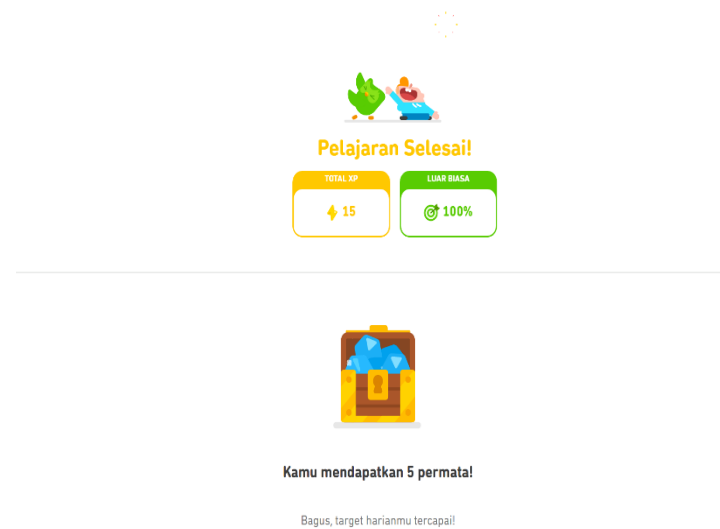 Pelajaran Selesai!
TOTAL XP
LUAR BIASA
15
100%
Kamu mendapatkan 5 permata!
Bagus, target harianmu tercapai!